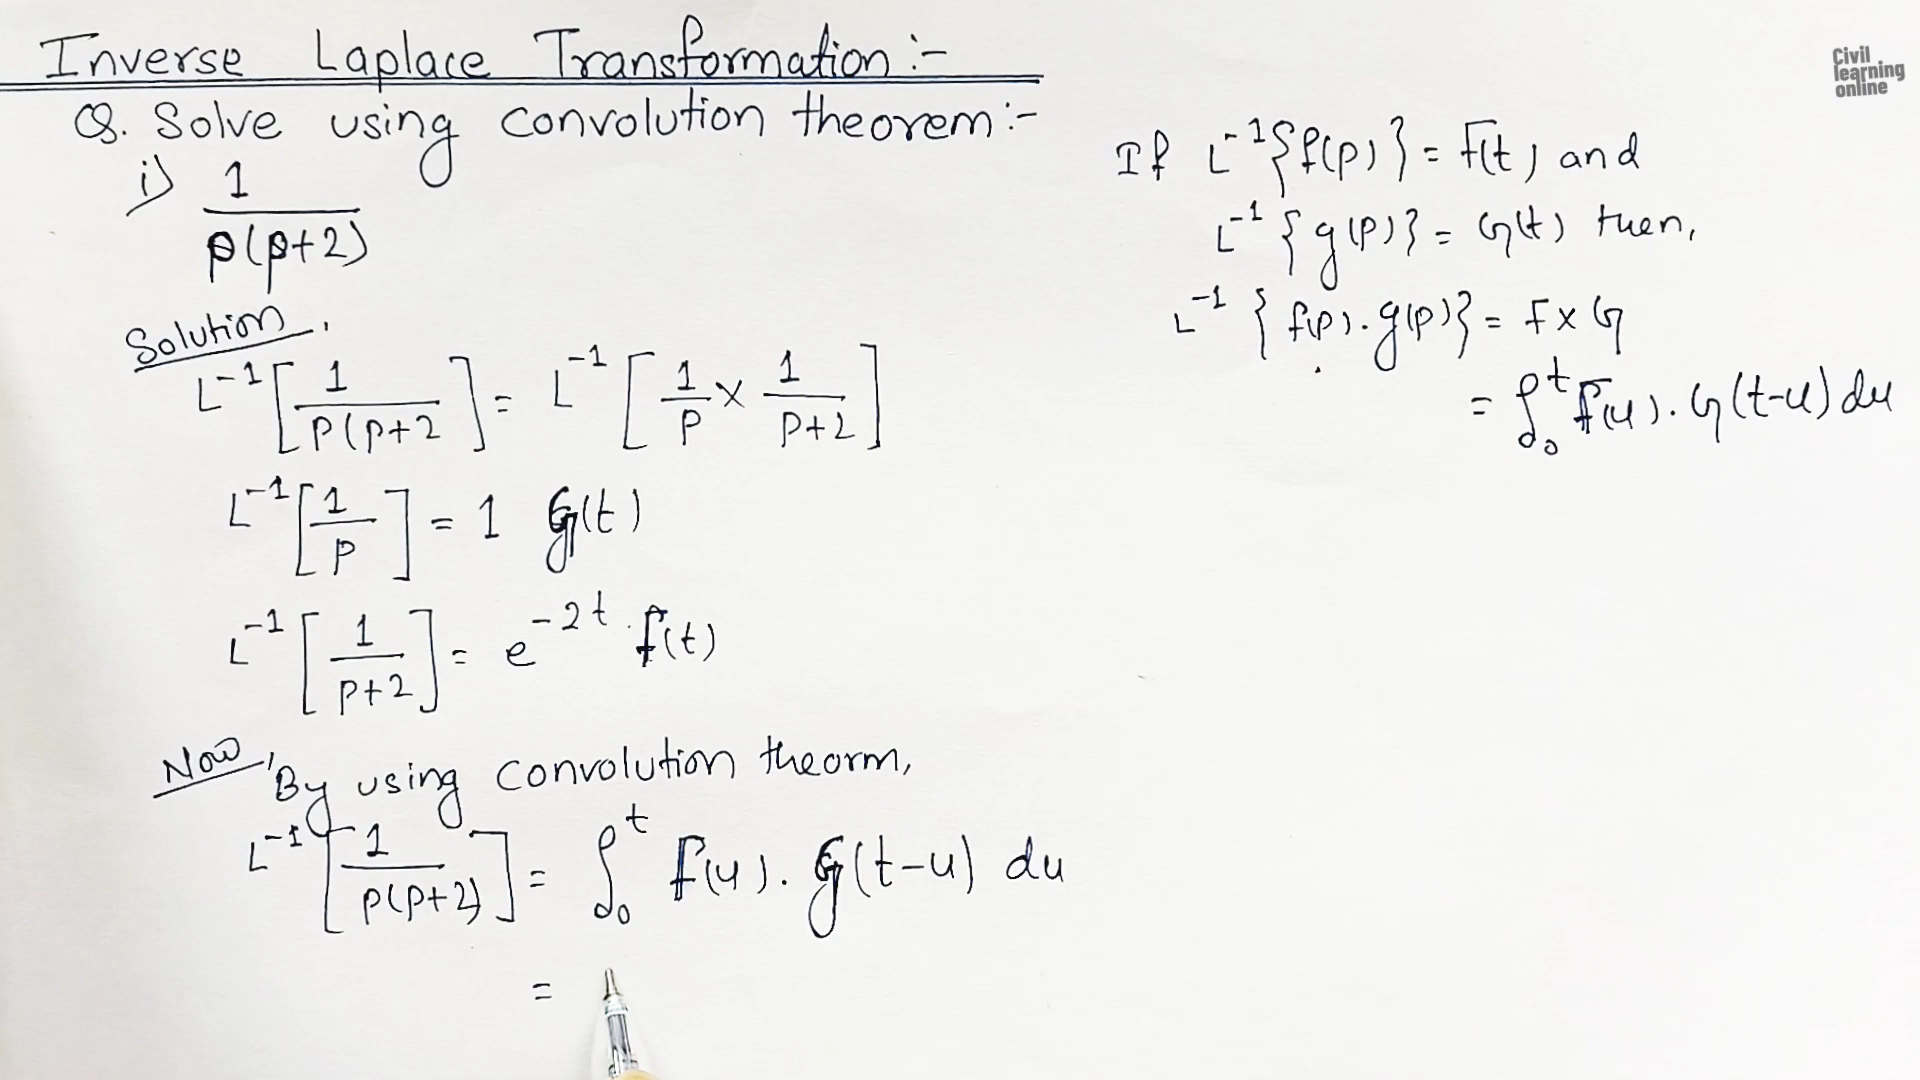 Inverse Laplace Transformation:-
Q. Solve using convolution theorem:-
i) 1/p(p+2)
Solution,
L⁻¹[1/P(p+2] = L⁻¹[1/P × 1/P+2]
L⁻¹[1/P] = 1 G(t)
L⁻¹[1/P+2] = e⁻²ᵗ. F(t)
Now, By using convolution theorm,
L⁻¹[1/P(P+2)] = ∫₀ᵗ F(u). G(t-u) du
=
If L⁻¹{f(p)} = F(t) and
L⁻¹{g(p)} = G(t) then,
L⁻¹{f(p). g(p)} = F×G
= ∫₀ᵗ F(u). G(t-u) du
Civil
learning
online